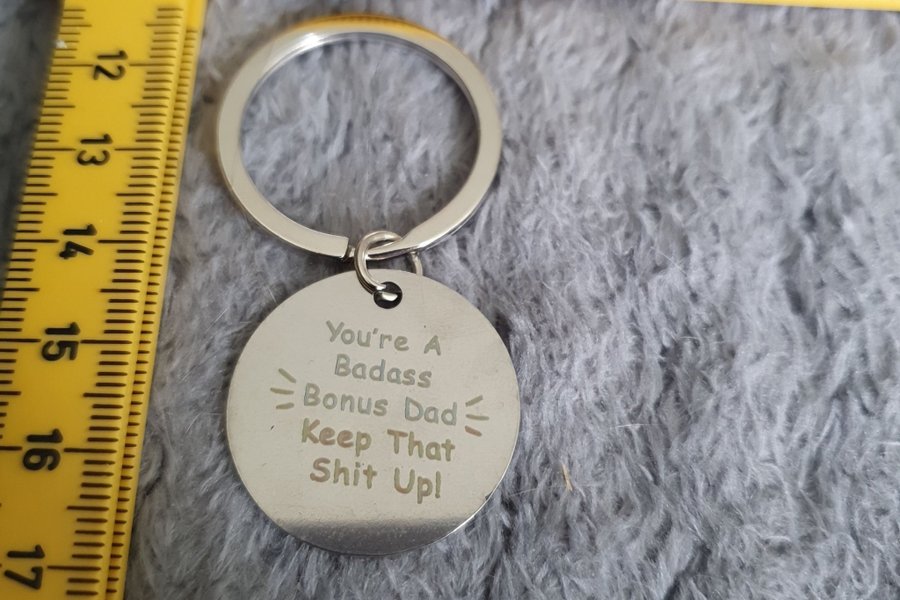 12
13
14
15
16
17
You're A
Badass
Bonus Dad
Keep That
Shit Up!